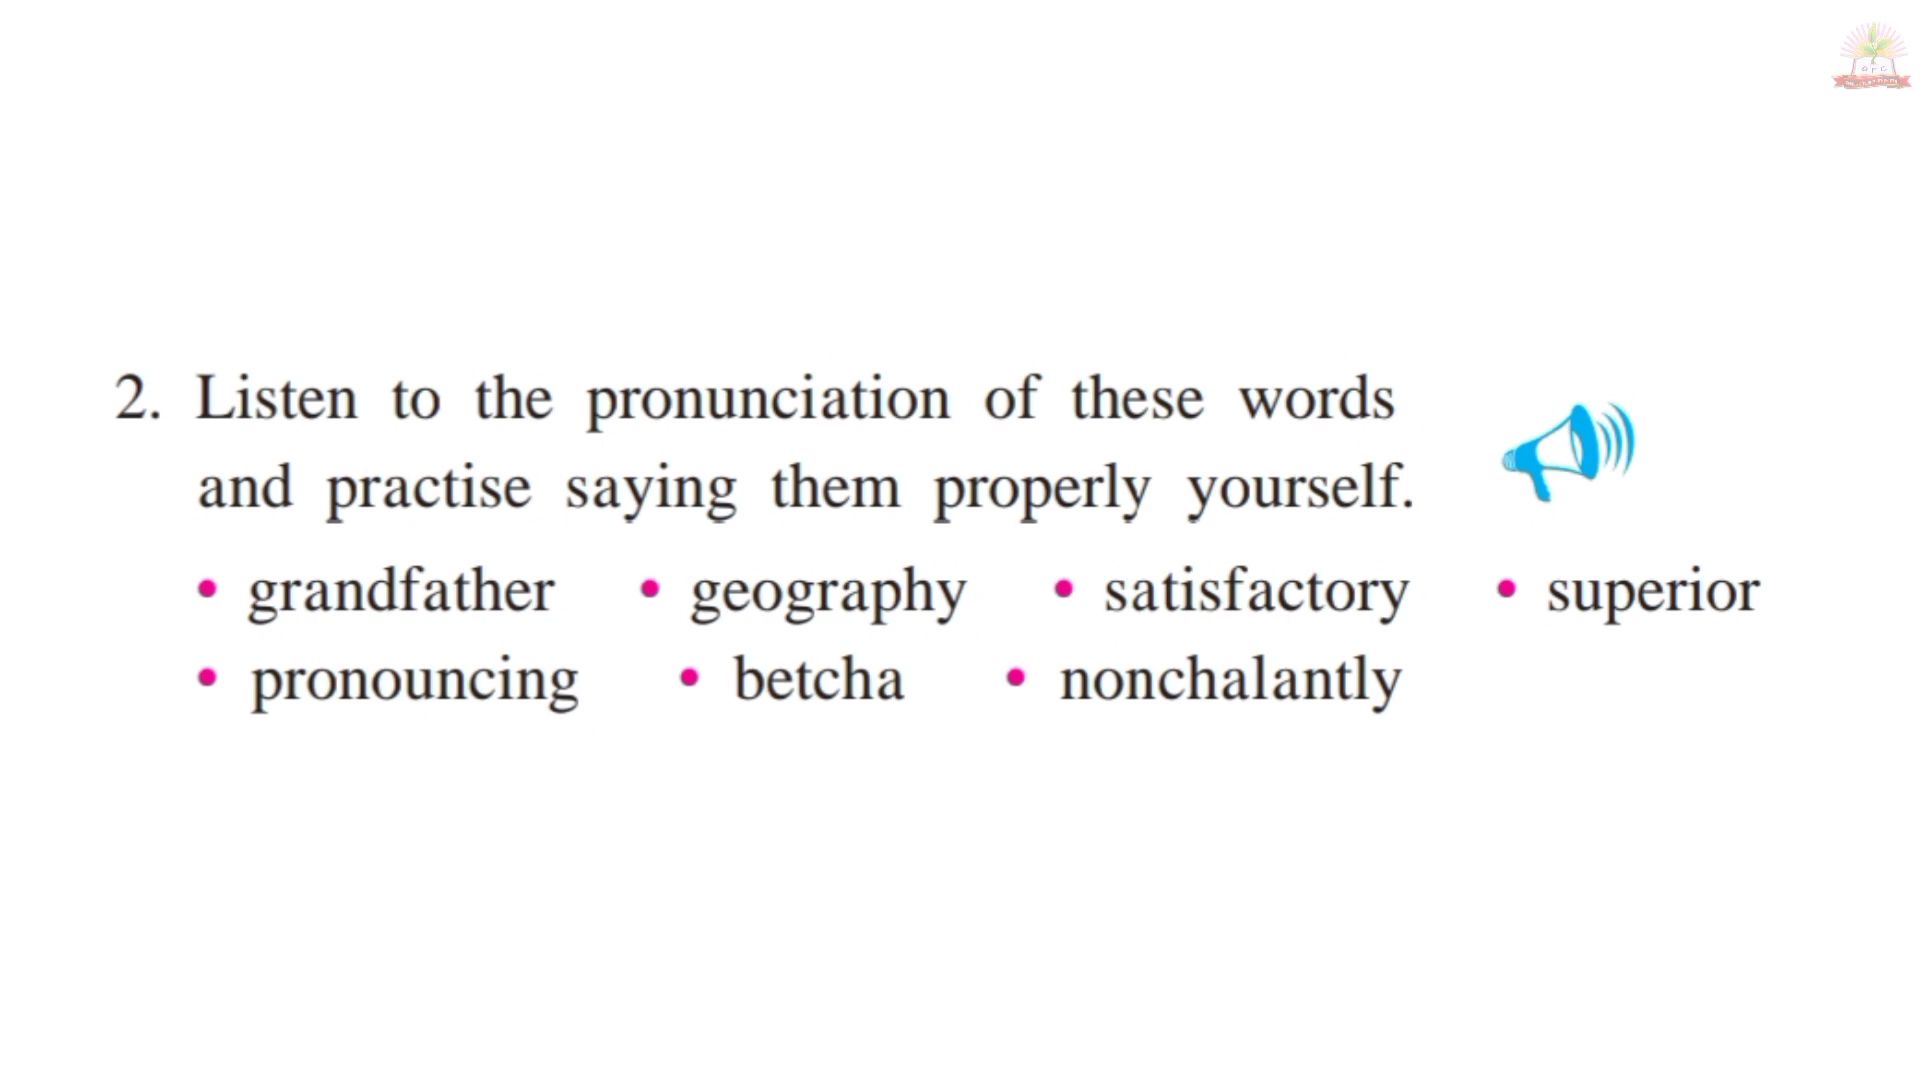 2. Listen to the pronunciation of these words
and practise saying them properly yourself.
• grandfather • geography • satisfactory • superior
• pronouncing • betcha • nonchalantly